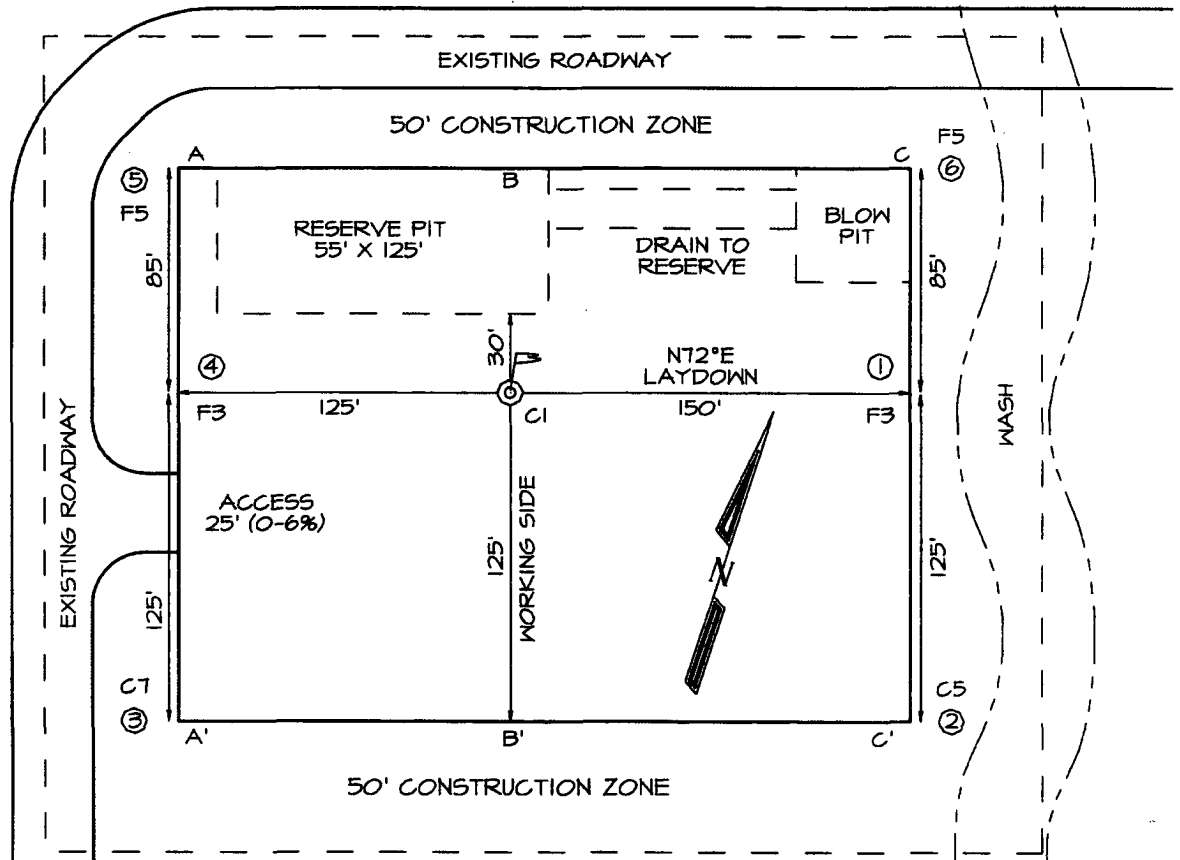 EXISTING ROADWAY
50' CONSTRUCTION ZONE
F5
A
B
C
5
6
F5
RESERVE PIT
55' X 125'
BLOW
PIT
DRAIN TO
RESERVE
85'
85'
30'
N72°E
LAYDOWN
4
1
F3
125'
C1
150'
F3
EXISTING ROADWAY
WASH
ACCESS
25' (0-6%)
WORKING SIDE
125'
N
125'
125'
C7
C5
3
2
A'
B'
C'
50' CONSTRUCTION ZONE